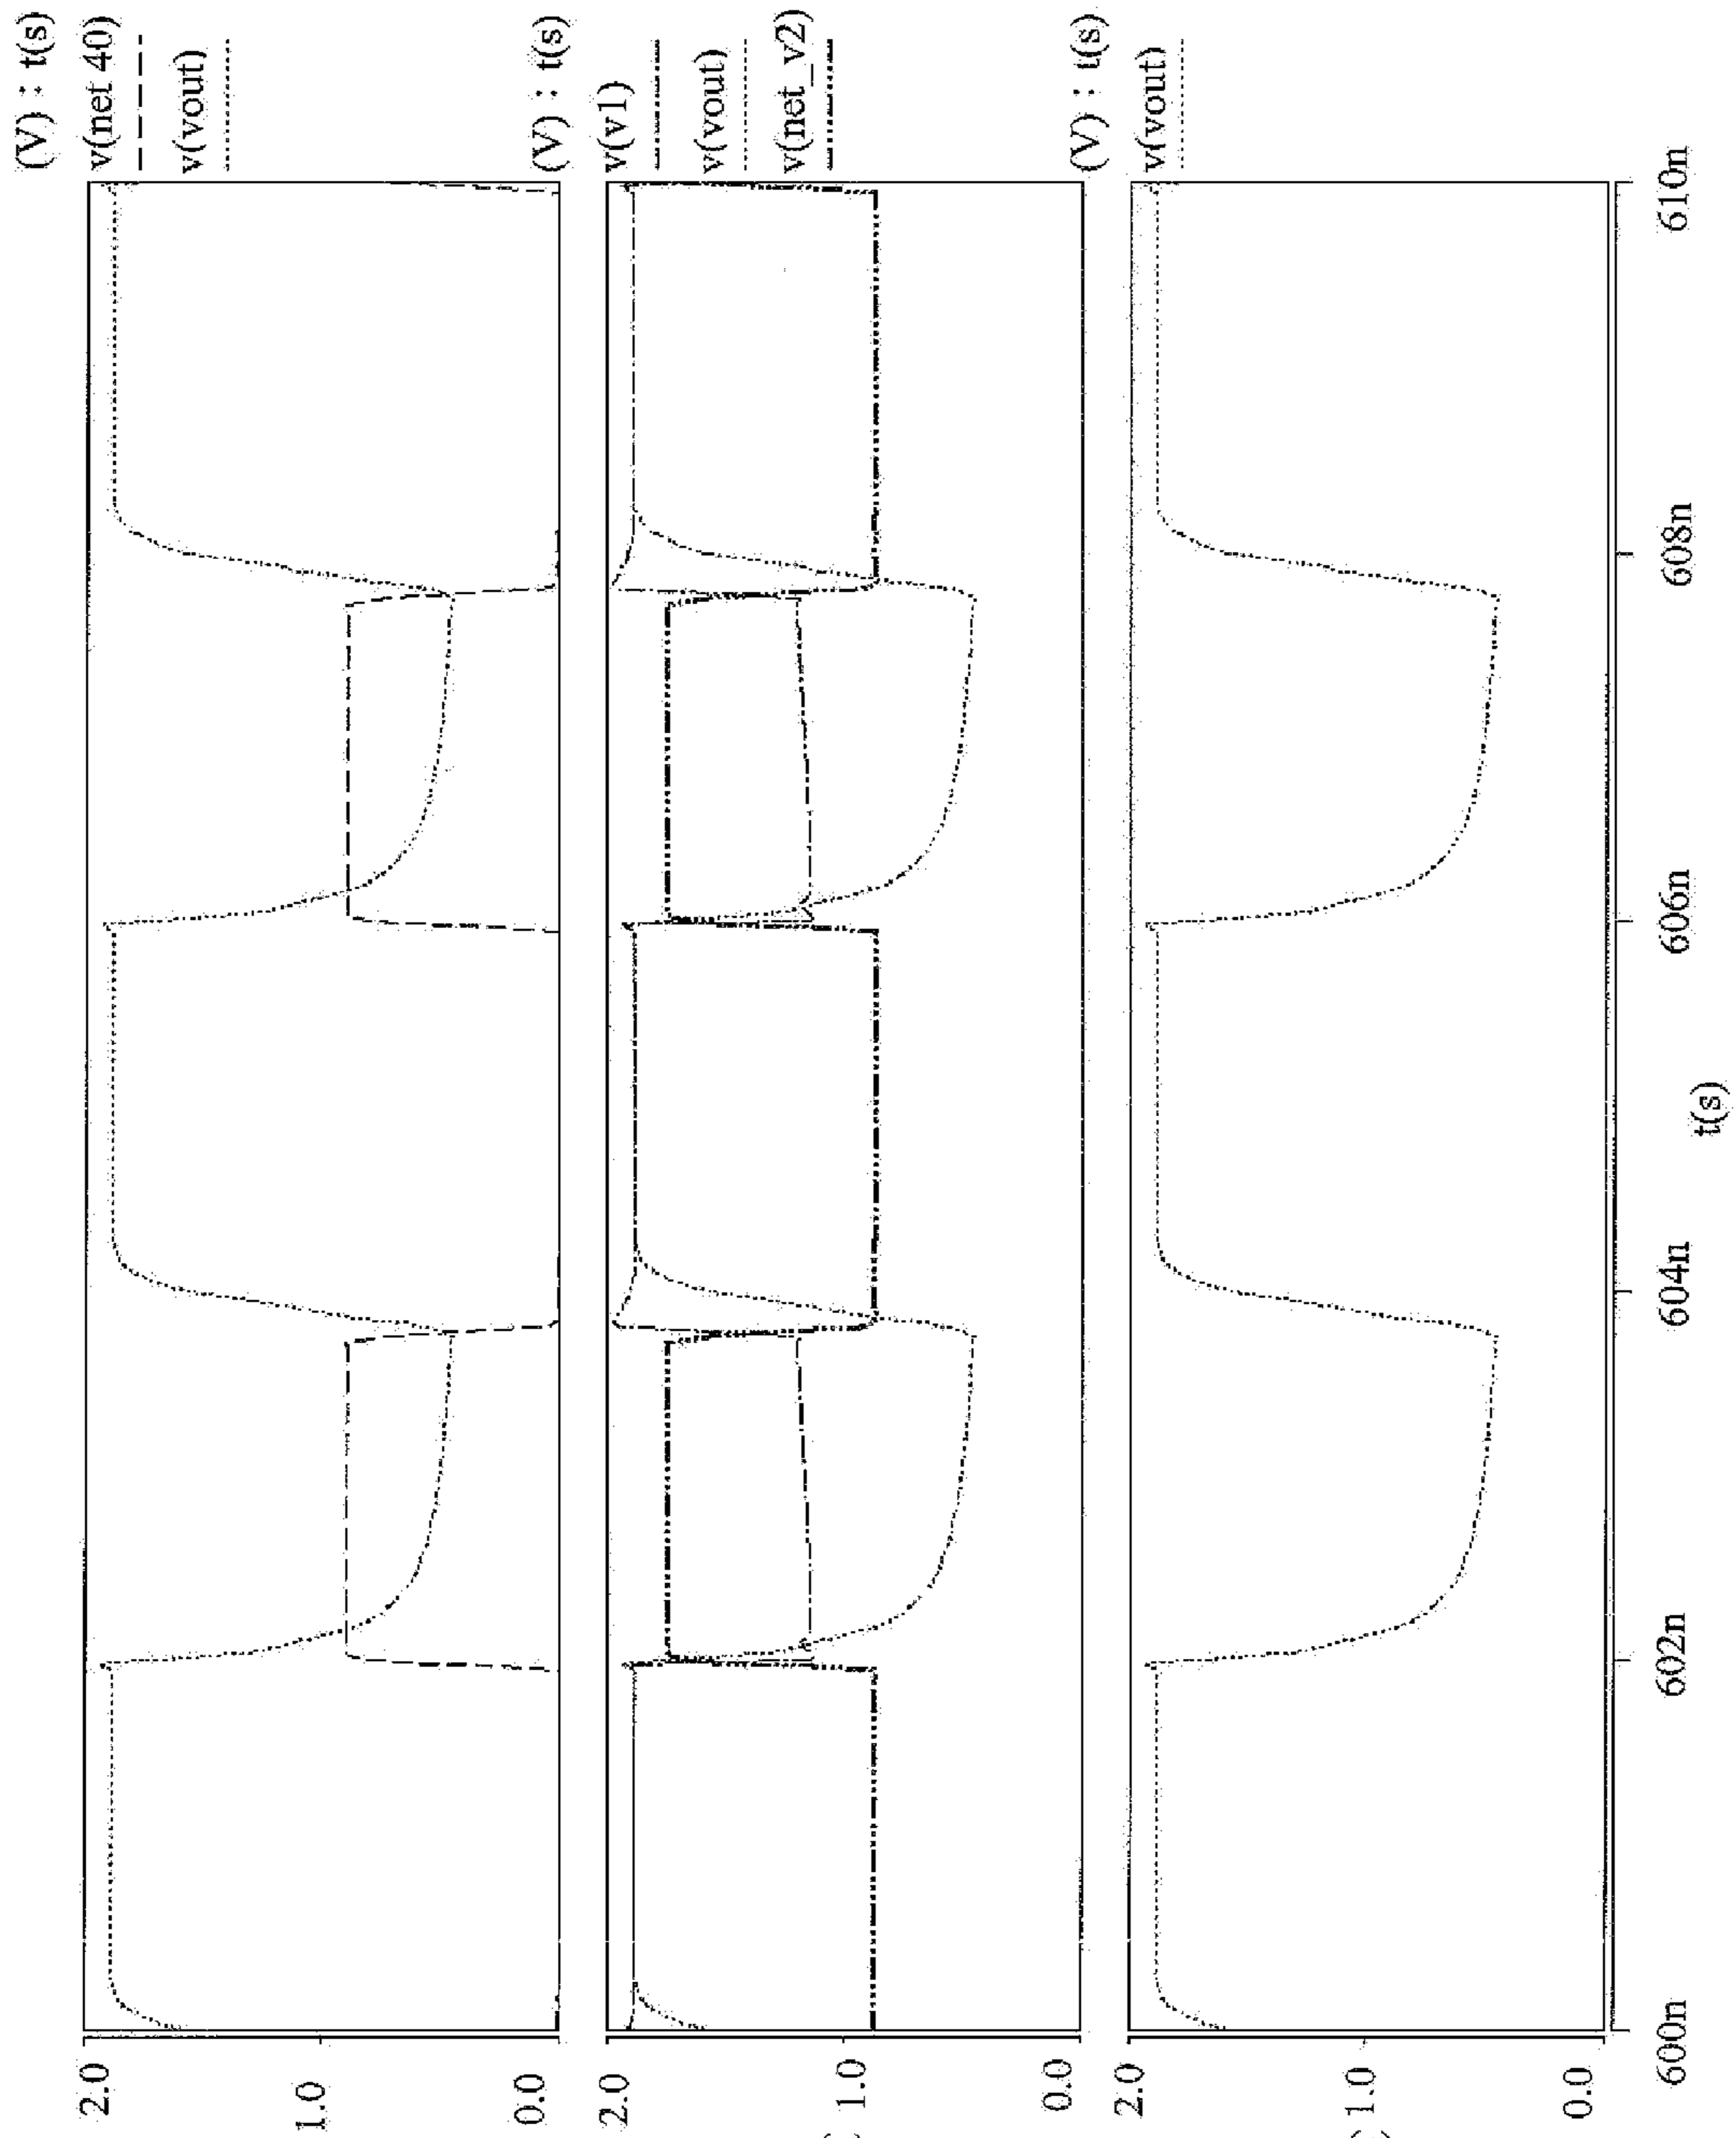 (V) : t(s)
v(net 40)
v(vout)
2.0
1.0
0.0
(V) : t(s)
v(v1)
v(vout)
v(net_v2)
2.0
1.0
0.0
(V) : t(s)
v(vout)
2.0
1.0
0.0
600n 602n 604n 606n 608n 610n
t(s)